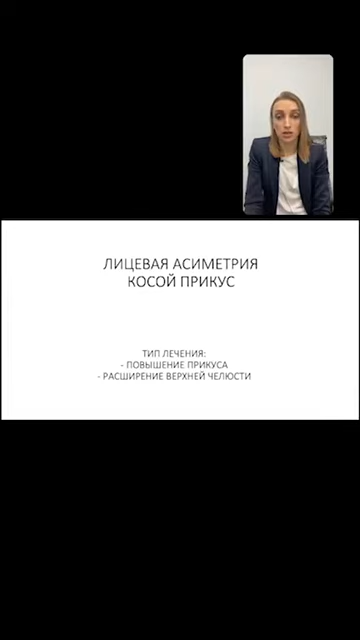 ЛИЦЕВАЯ АСИМЕТРИЯ
КОСОЙ ПРИКУС
ТИП ЛЕЧЕНИЯ:
- ПОВЫШЕНИЕ ПРИКУСА
- РАСШИРЕНИЕ ВЕРХНЕЙ ЧЕЛЮСТИ